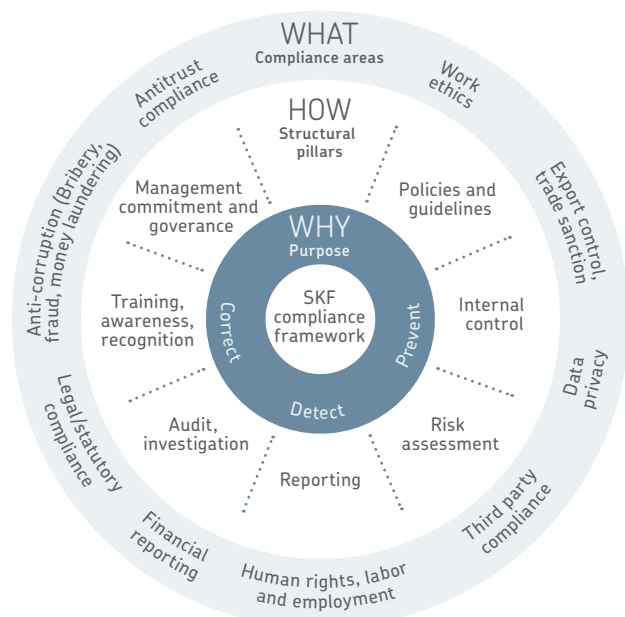 WHAT
Compliance areas
Work
ethics
Export control,
trade sanction
Data
privacy
Third party
compliance
Human rights, labor
and employment
Financial
reporting
Legal/statutory
compliance
Anti-corruption (Bribery,
fraud, money laundering)
Antitrust
compliance
HOW
Structural
pillars
Policies and
guidelines
Internal
control
Risk
assessment
Reporting
Audit,
investigation
Training,
awareness,
recognition
Management
commitment and
goverance
WHY
Purpose
Prevent
Detect
Correct
SKF
compliance
framework